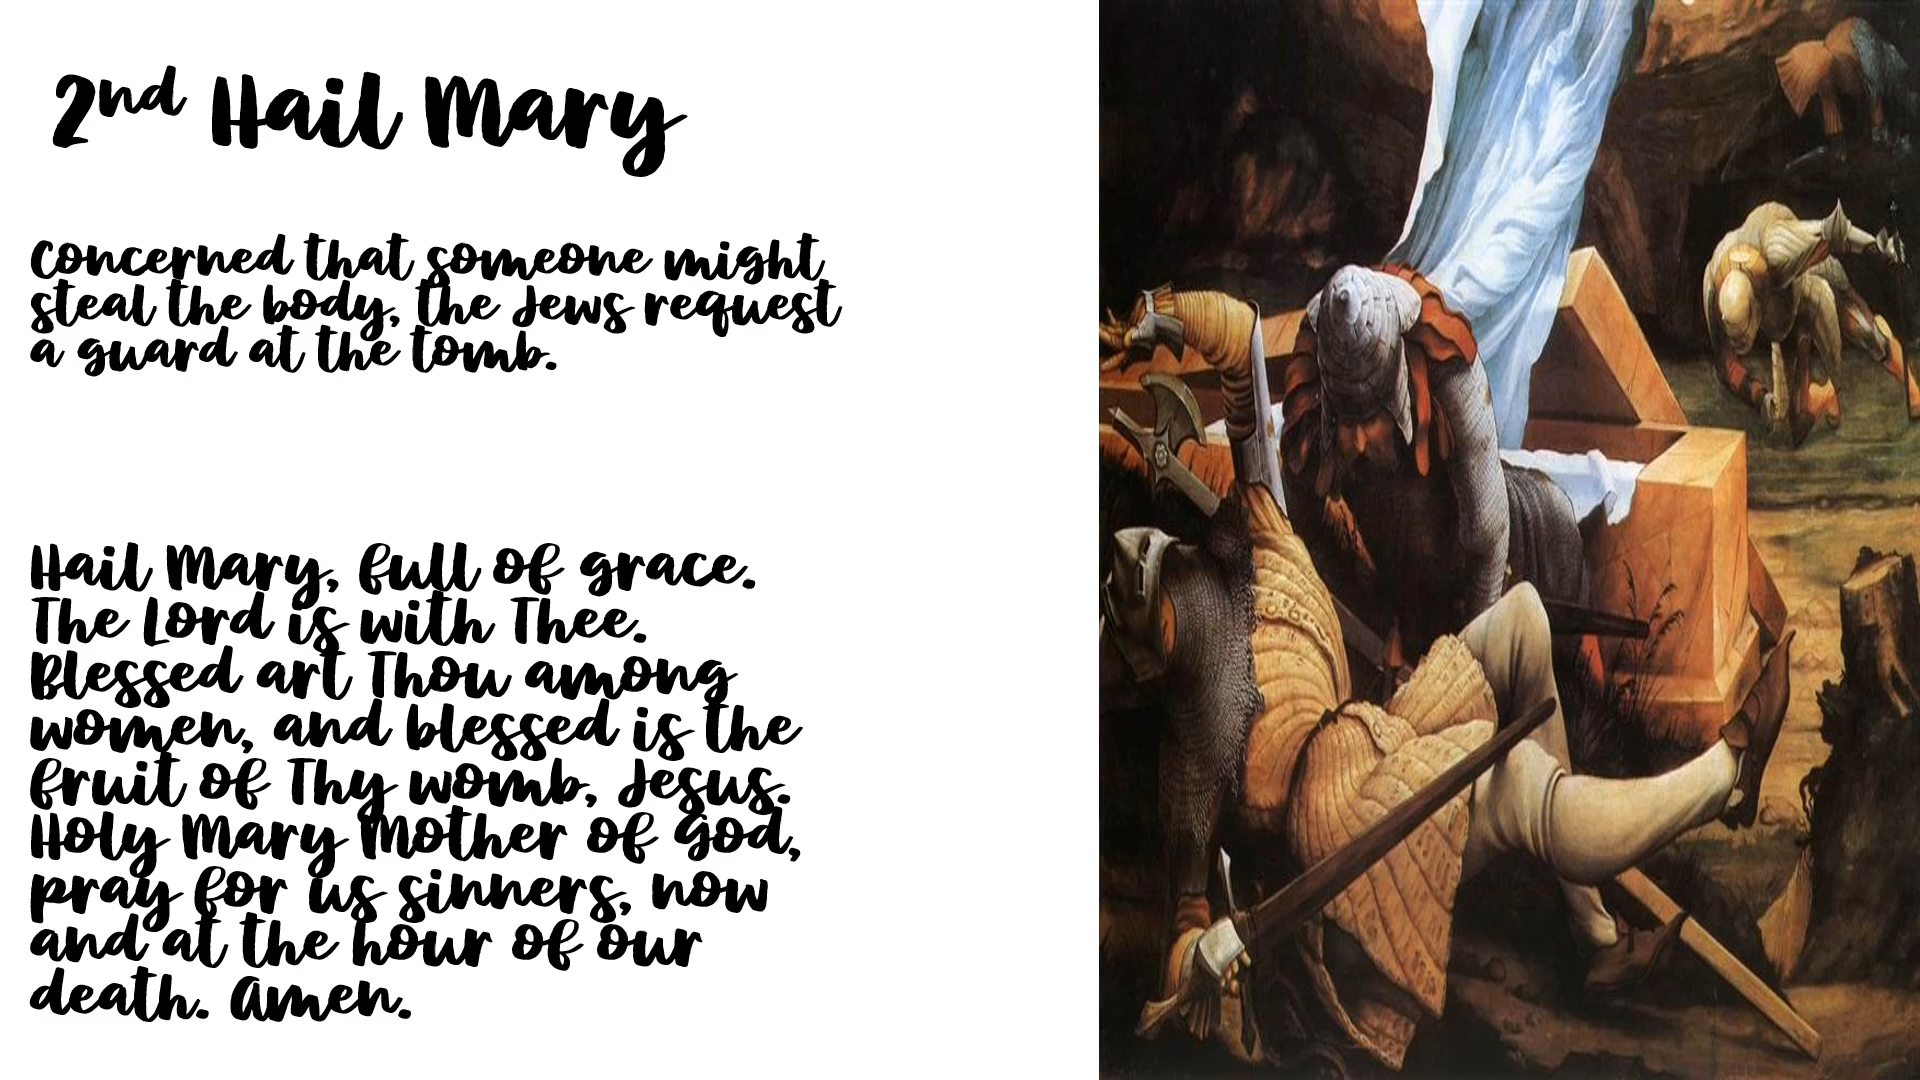 2nd Hail Mary
Concerned that someone might
steal the body, the Jews request
a guard at the tomb.
Hail Mary, full of grace.
The Lord is with Thee.
Blessed art Thou among
women, and blessed is the
fruit of Thy womb, Jesus.
Holy Mary Mother of God,
pray for us sinners, now
and at the hour of our
death. Amen.